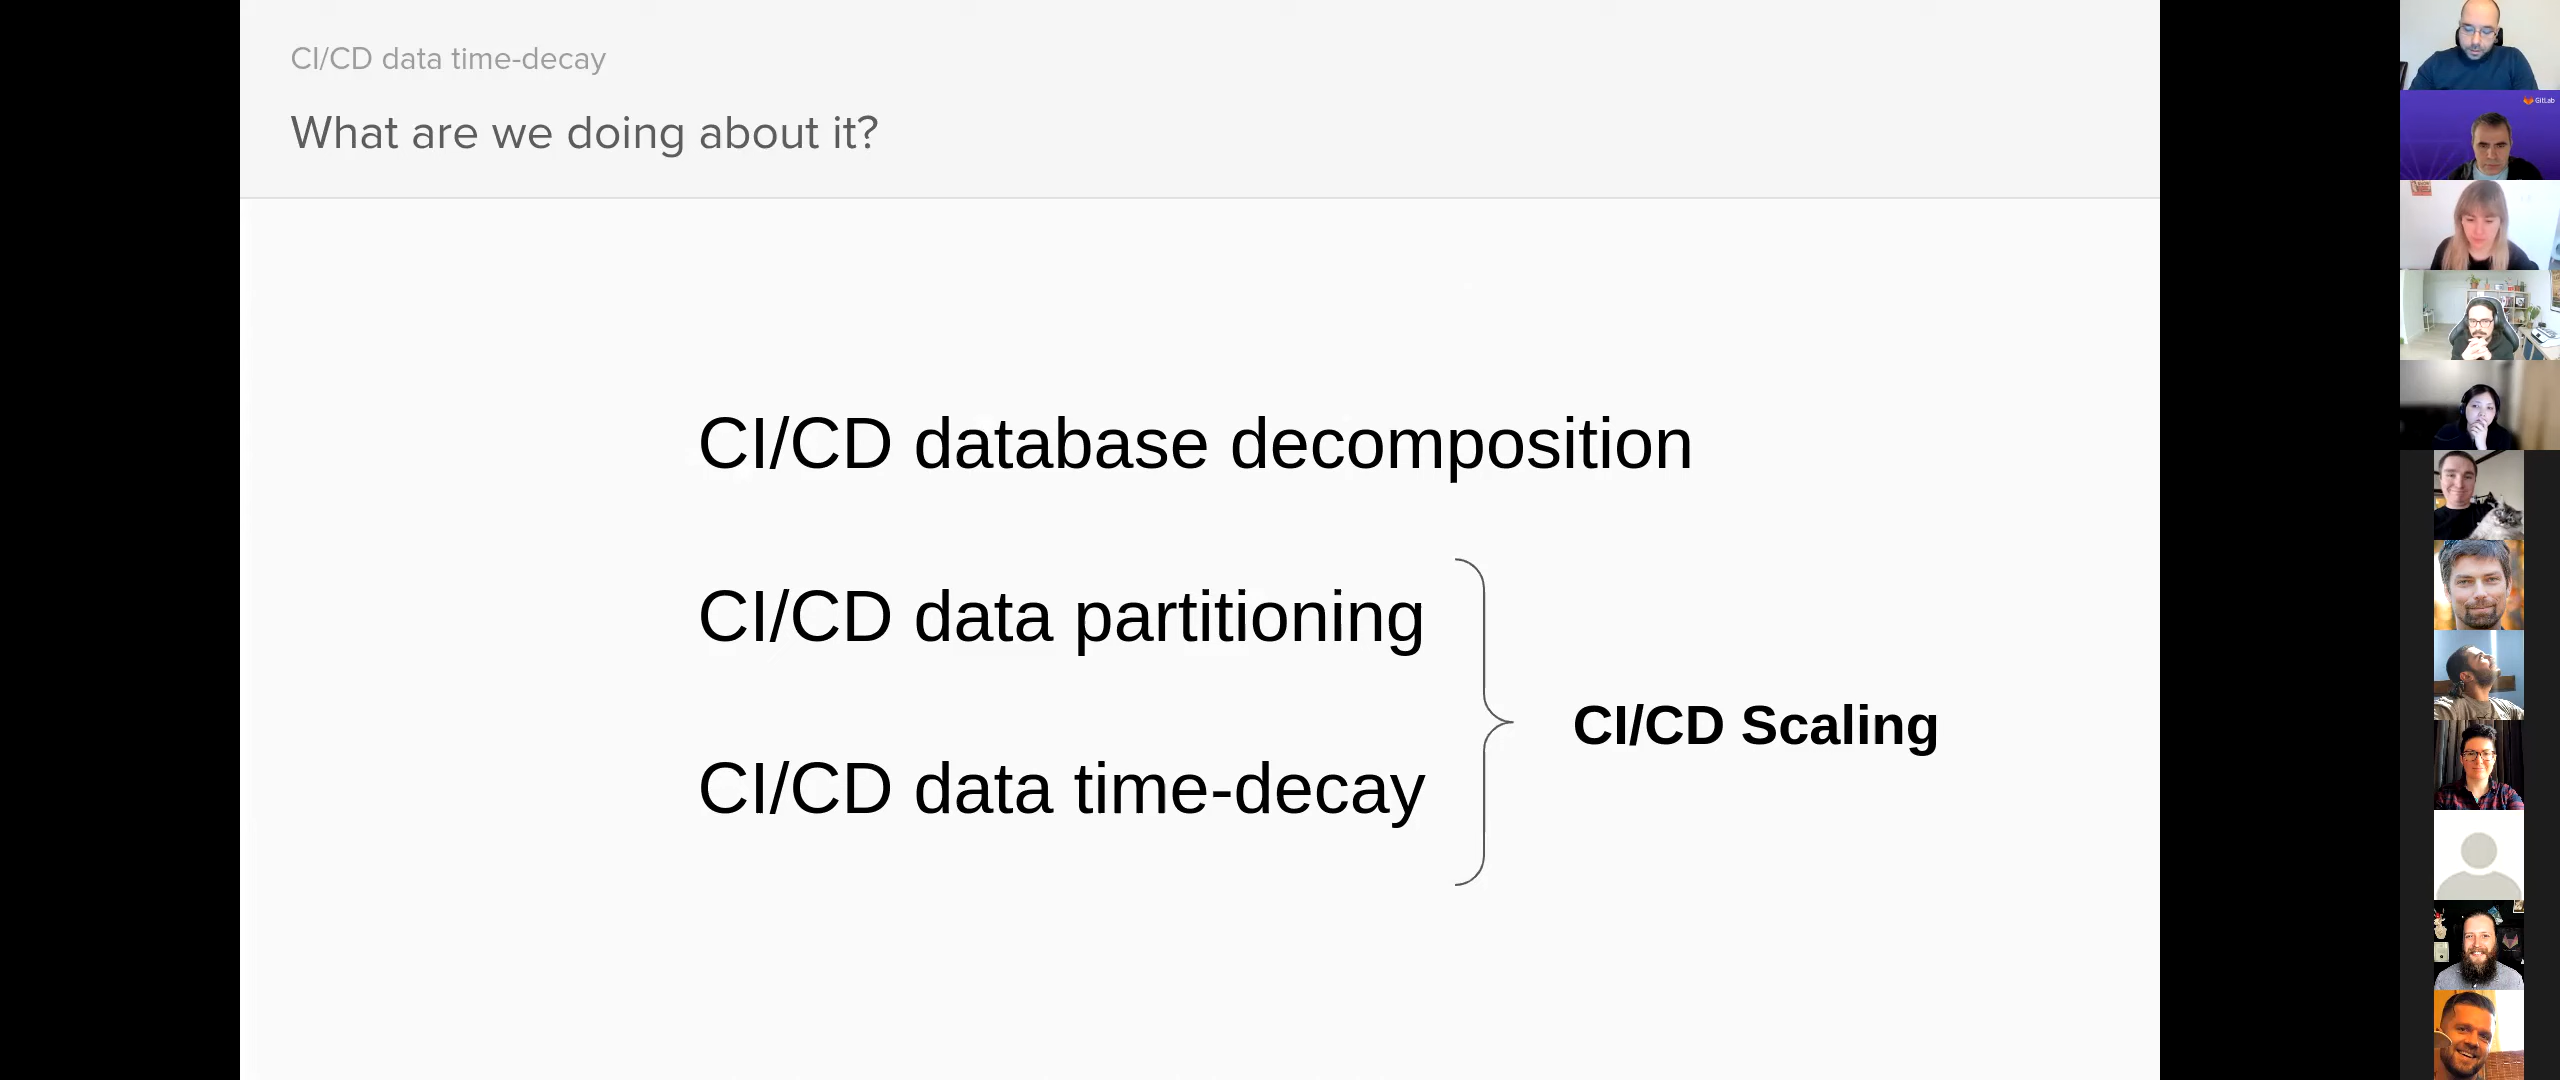 CI/CD data time-decay
What are we doing about it?
CI/CD database decomposition
CI/CD data partitioning
CI/CD data time-decay
CI/CD Scaling
GitLab